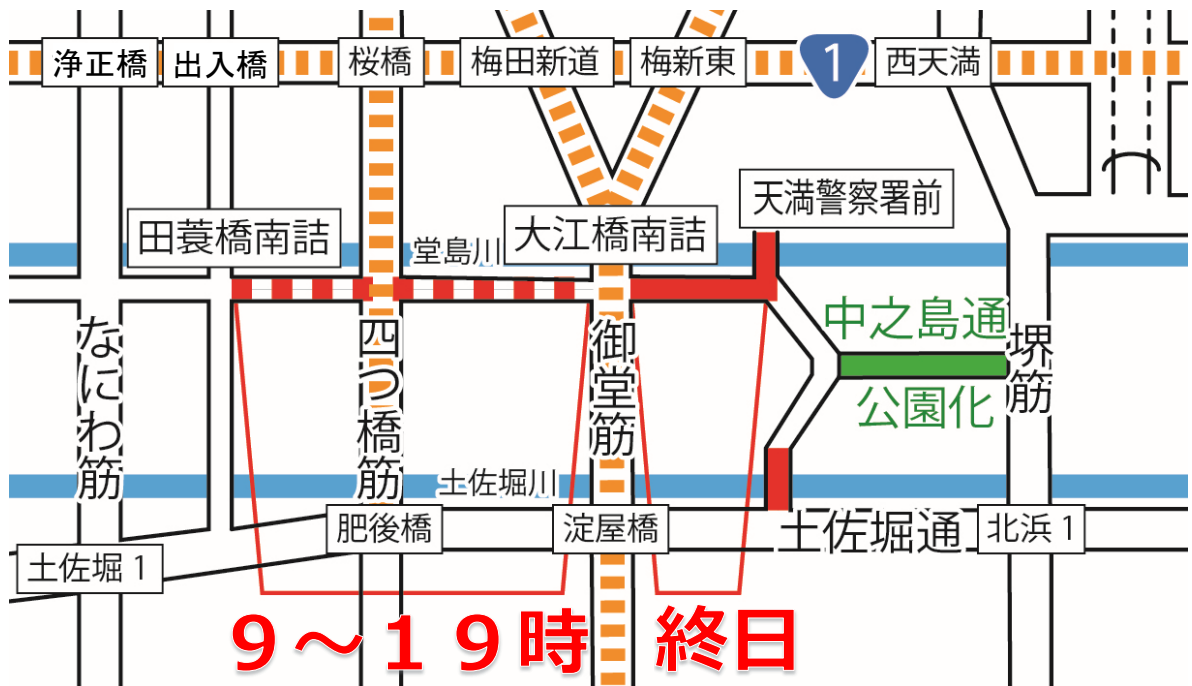 浄正橋
出入橋
桜橋
梅田新道
梅新東
1
西天満
天満警察署前
田蓑橋南詰
堂島川
大江橋南詰
中之島通
公園化
なにわ筋
四つ橋筋
御堂筋
堺筋
土佐堀川
肥後橋
淀屋橋
土佐堀通
北浜1
土佐堀1
9～19時
終日